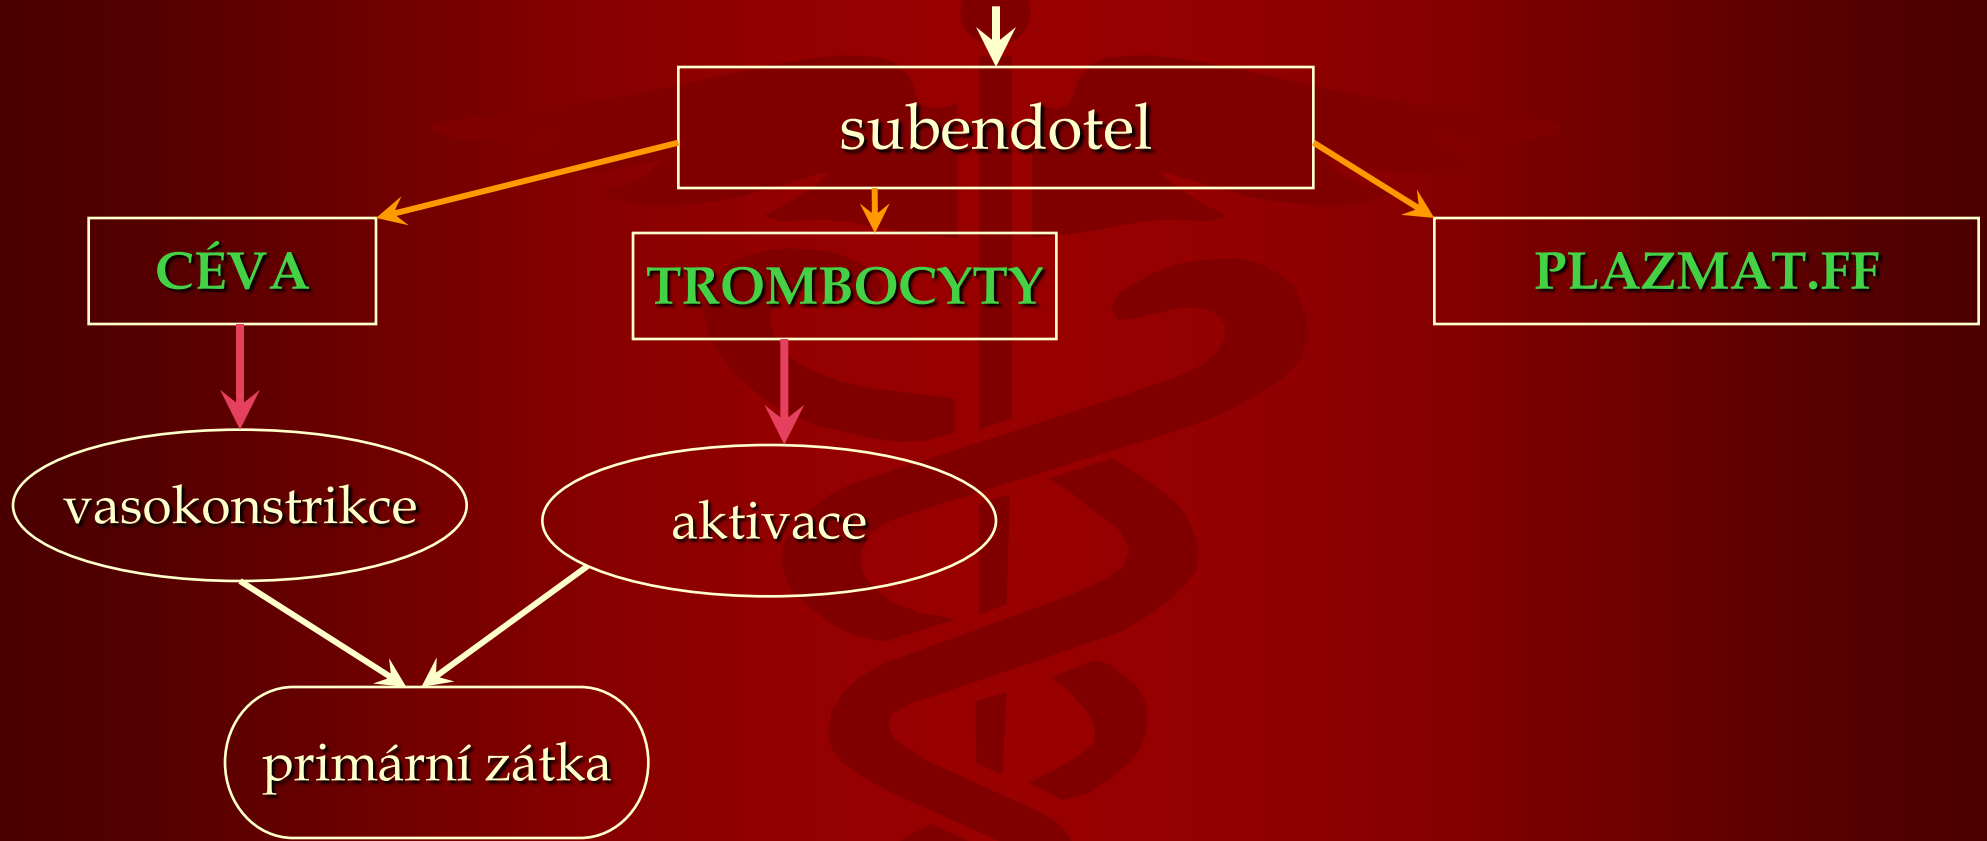 subendotel
CÉVA
TROMBOCYTY
PLAZMAT.FF
vasokonstrikce
aktivace
primární zátka